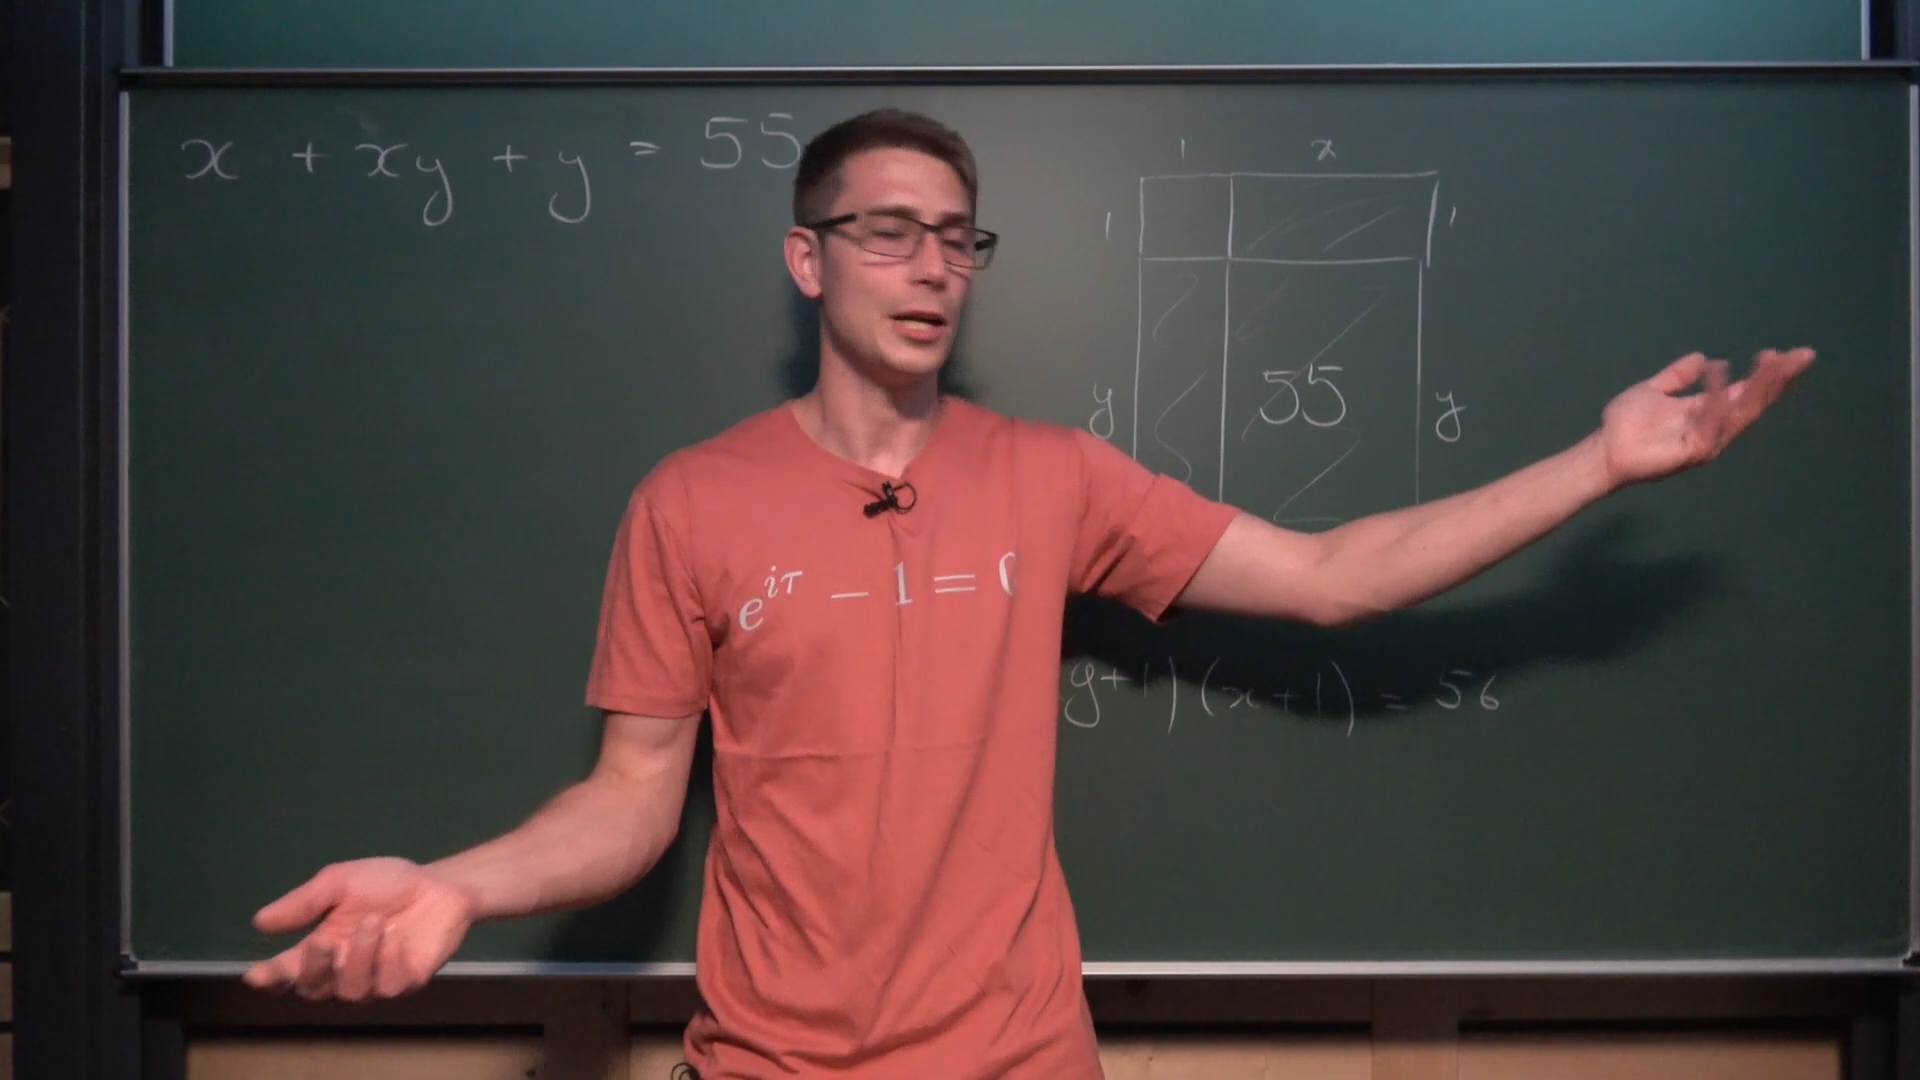 x + xy + y = 55
1 x
1 1
y 55 y
e^{iτ} − 1 = 0
y+1)(x+1) = 56